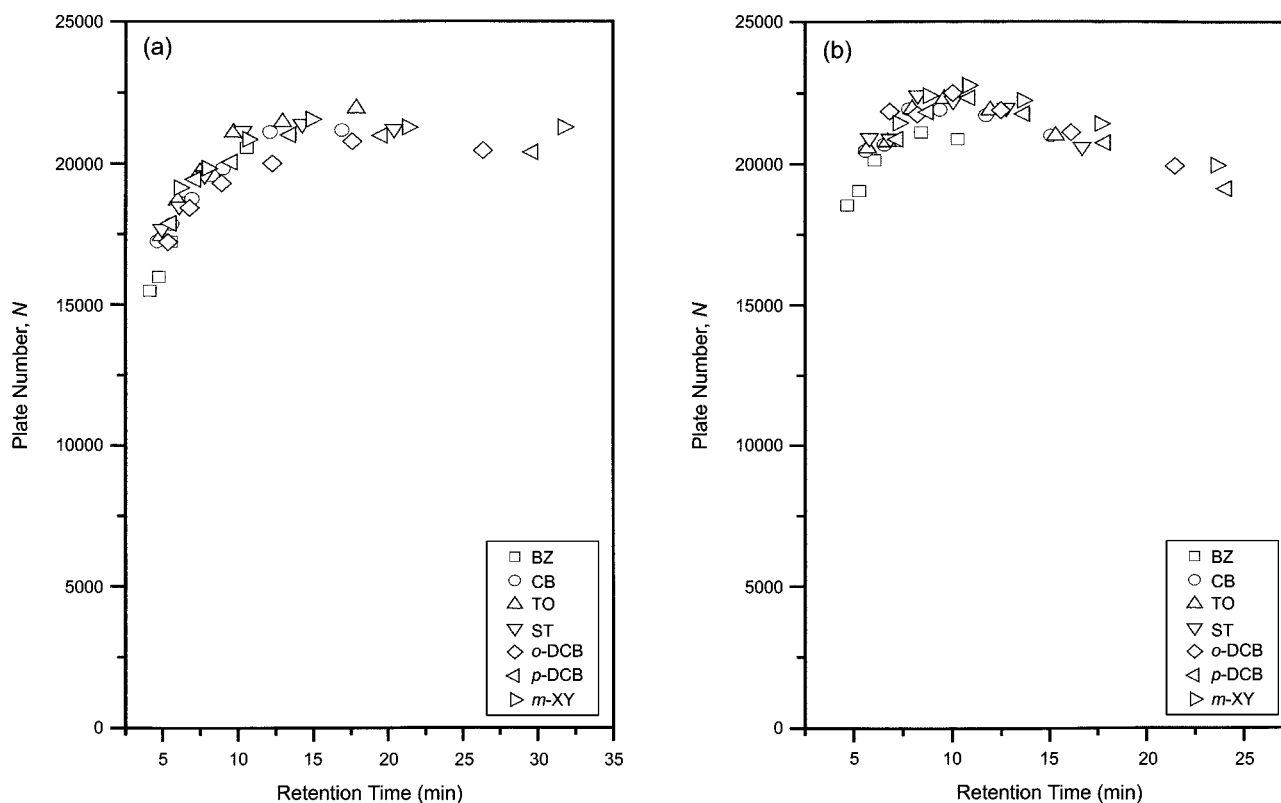 (a)
25000
20000
15000
10000
5000
0
Plate Number, N
5 10 15 20 25 30 35
Retention Time (min)
BZ
CB
TO
ST
o-DCB
p-DCB
m-XY
(b)
25000
20000
15000
10000
5000
0
Plate Number, N
5 10 15 20 25
Retention Time (min)
BZ
CB
TO
ST
o-DCB
p-DCB
m-XY